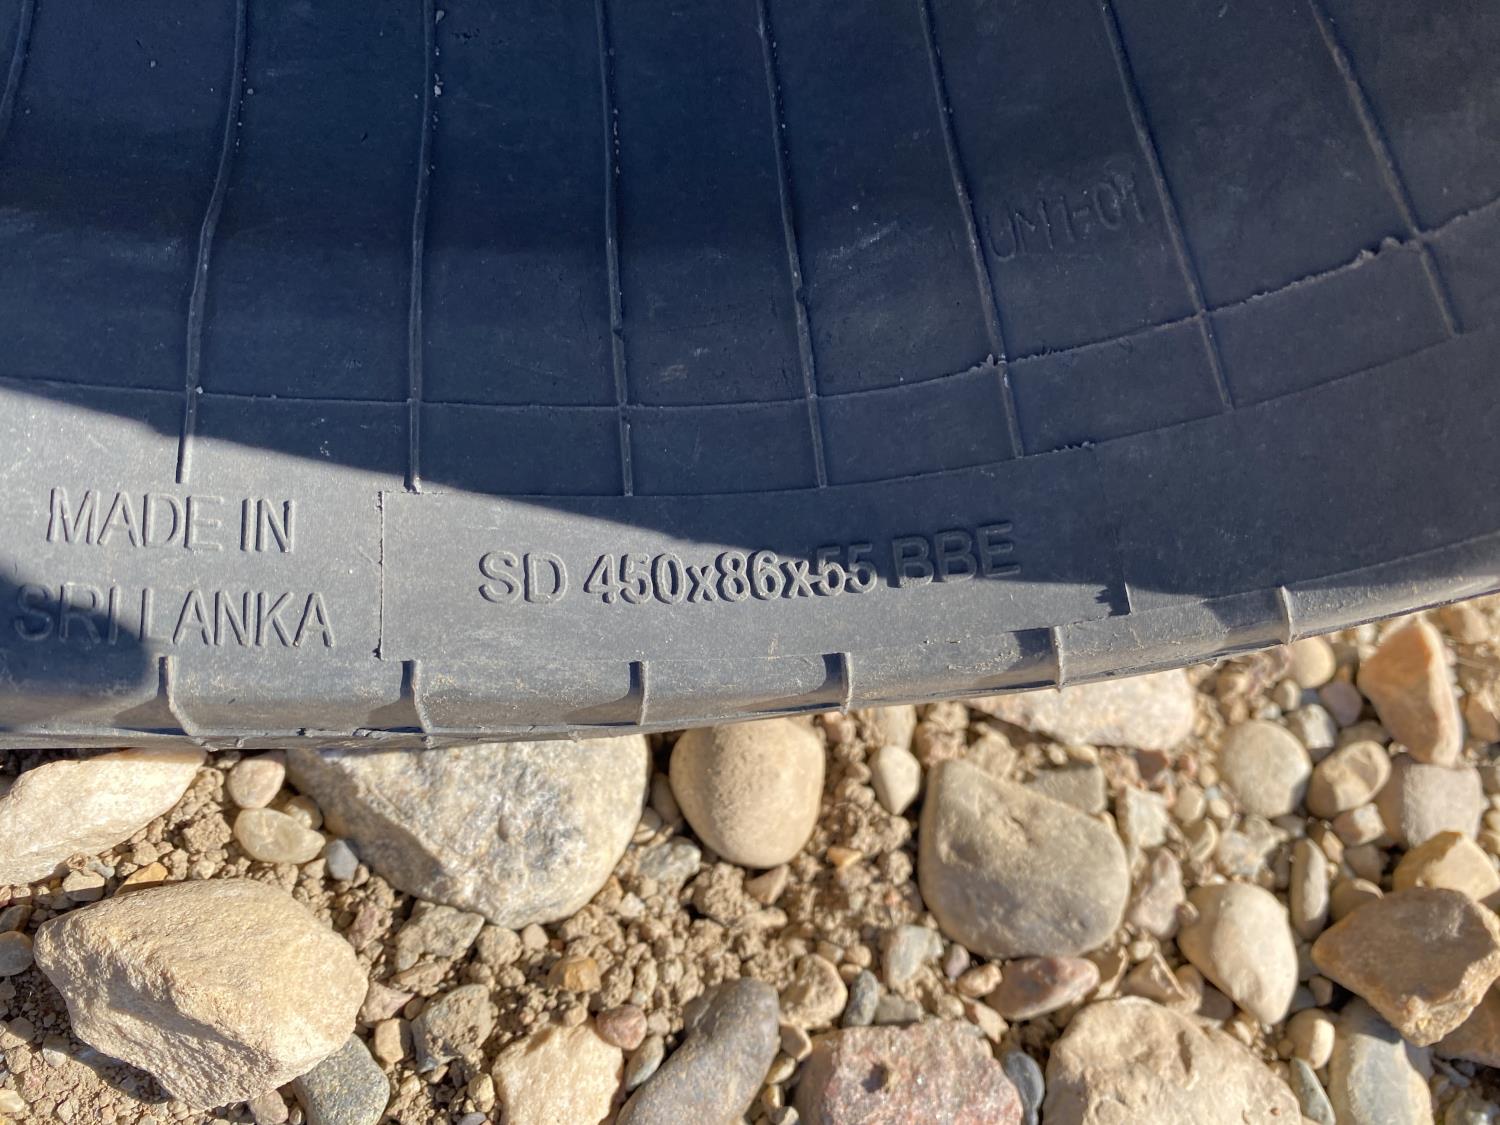 UM1-01
MADE IN
SRI LANKA
SD 450x86x55 BBE